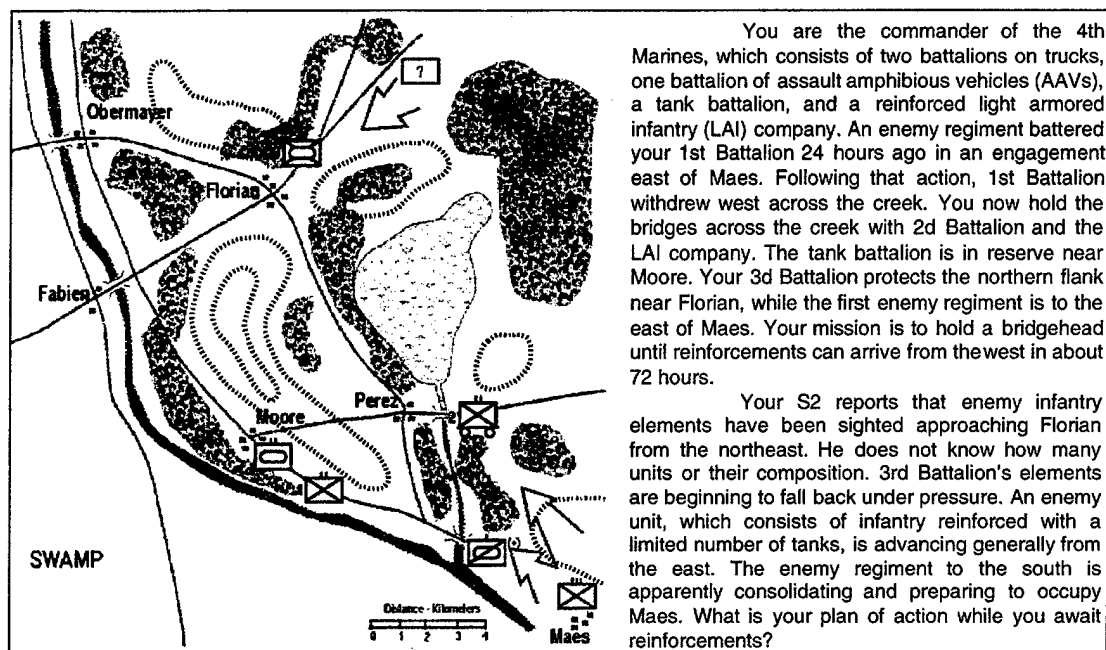 You are the commander of the 4th
Marines, which consists of two battalions on trucks,
one battalion of assault amphibious vehicles (AAVs),
a tank battalion, and a reinforced light armored
infantry (LAI) company. An enemy regiment battered
your 1st Battalion 24 hours ago in an engagement
east of Maes. Following that action, 1st Battalion
withdrew west across the creek. You now hold the
bridges across the creek with 2d Battalion and the
LAI company. The tank battalion is in reserve near
Moore. Your 3d Battalion protects the northern flank
near Florian, while the first enemy regiment is to the
east of Maes. Your mission is to hold a bridgehead
until reinforcements can arrive from the west in about
72 hours.
Your S2 reports that enemy infantry
elements have been sighted approaching Florian
from the northeast. He does not know how many
units or their composition. 3rd Battalion's elements
are beginning to fall back under pressure. An enemy
unit, which consists of infantry reinforced with a
limited number of tanks, is advancing generally from
the east. The enemy regiment to the south is
apparently consolidating and preparing to occupy
Maes. What is your plan of action while you await
reinforcements?
?
Obermayer
Florian
Fabien
Perez
Moore
SWAMP
Distance - Kilometers
0 1 2 3 4
Maes